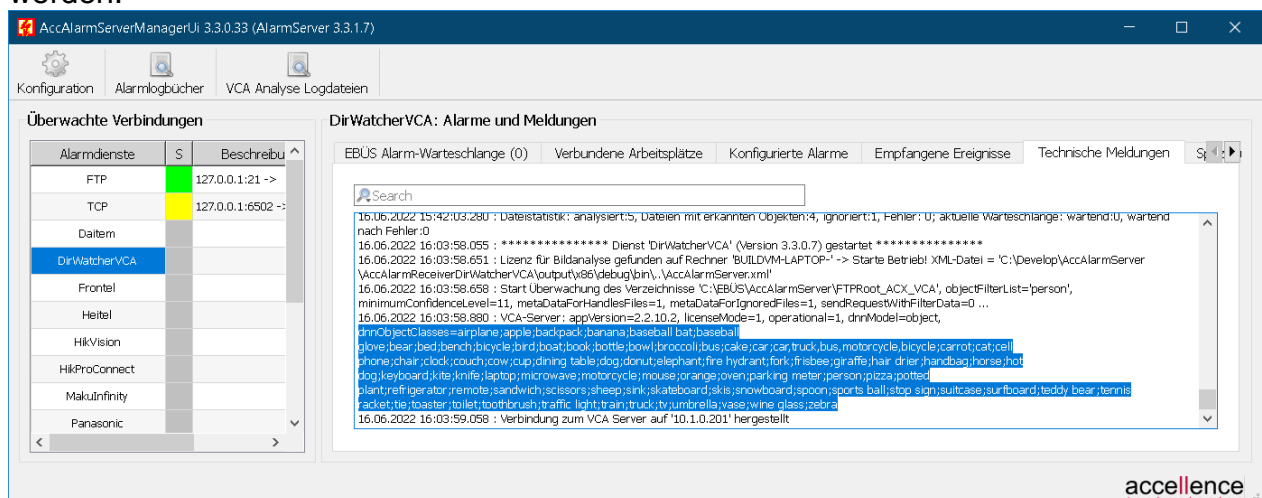 AccAlarmServerManagerUi 3.3.0.33 (AlarmServer 3.3.1.7)
Konfiguration
Alarmlogbücher
VCA Analyse Logdateien
Überwachte Verbindungen
Alarmdienste S Beschreibu
FTP 127.0.0.1:21 ->
TCP 127.0.0.1:6502 ->
Daitem
DirWatcherVCA
Frontel
Heitel
HikVision
HikProConnect
MakuInfinity
Panasonic
DirWatcherVCA: Alarme und Meldungen
EBÜS Alarm-Warteschlange (0)
Verbundene Arbeitsplätze
Konfigurierte Alarme
Empfangene Ereignisse
Technische Meldungen
Search
16.06.2022 15:42:03.280 : Dateistatistik: analysiert:5, Dateien mit erkannten Objekten:4, ignoriert:1, Fehler: 0; aktuelle Warteschlange: wartend:0, wartend
nach Fehler:0
16.06.2022 16:03:58.055 : *************** Dienst 'DirWatcherVCA' (Version 3.3.0.7) gestartet ***************
16.06.2022 16:03:58.651 : Lizenz für Bildanalyse gefunden auf Rechner 'BUILDVM-LAPTOP-' -> Starte Betrieb! XML-Datei = 'C:\Develop\AccAlarmServer
\AccAlarmReceiverDirWatcherVCA\output\x86\debug\bin\..\AccAlarmServer.xml'
16.06.2022 16:03:58.658 : Start Überwachung des Verzeichnisse 'C:\EBÜS\AccAlarmServer\FTPRoot_ACX_VCA', objectFilterList='person',
minimumConfidenceLevel=11, metaDataForHandlesFiles=1, metaDataForIgnoredFiles=1, sendRequestWithFilterData=0 ...
16.06.2022 16:03:58.880 : VCA-Server: appVersion=2.2.10.2, licenseMode=1, operational=1, dnnModel=object,
dnnObjectClasses=airplane;apple;backpack;banana;baseball bat;baseball
glove;bear;bed;bench;bicycle;bird;boat;book;bottle;bowl;broccoli;bus;cake;car;car,truck,bus,motorcycle,bicycle;carrot;cat;cell
phone;chair;clock;couch;cow;cup;dining table;dog;donut;elephant;fire hydrant;fork;frisbee;giraffe;hair drier;handbag;horse;hot
dog;keyboard;kite;knife;laptop;microwave;motorcycle;mouse;orange;oven;parking meter;person;pizza;potted
plant;refrigerator;remote;sandwich;scissors;sheep;sink;skateboard;skis;snowboard;spoon;sports ball;stop sign;suitcase;surfboard;teddy bear;tennis
racket;tie;toaster;toilet;toothbrush;traffic light;train;truck;tv;umbrella;vase;wine glass;zebra
16.06.2022 16:03:59.058 : Verbindung zum VCA Server auf '10.1.0.201' hergestellt
accellence